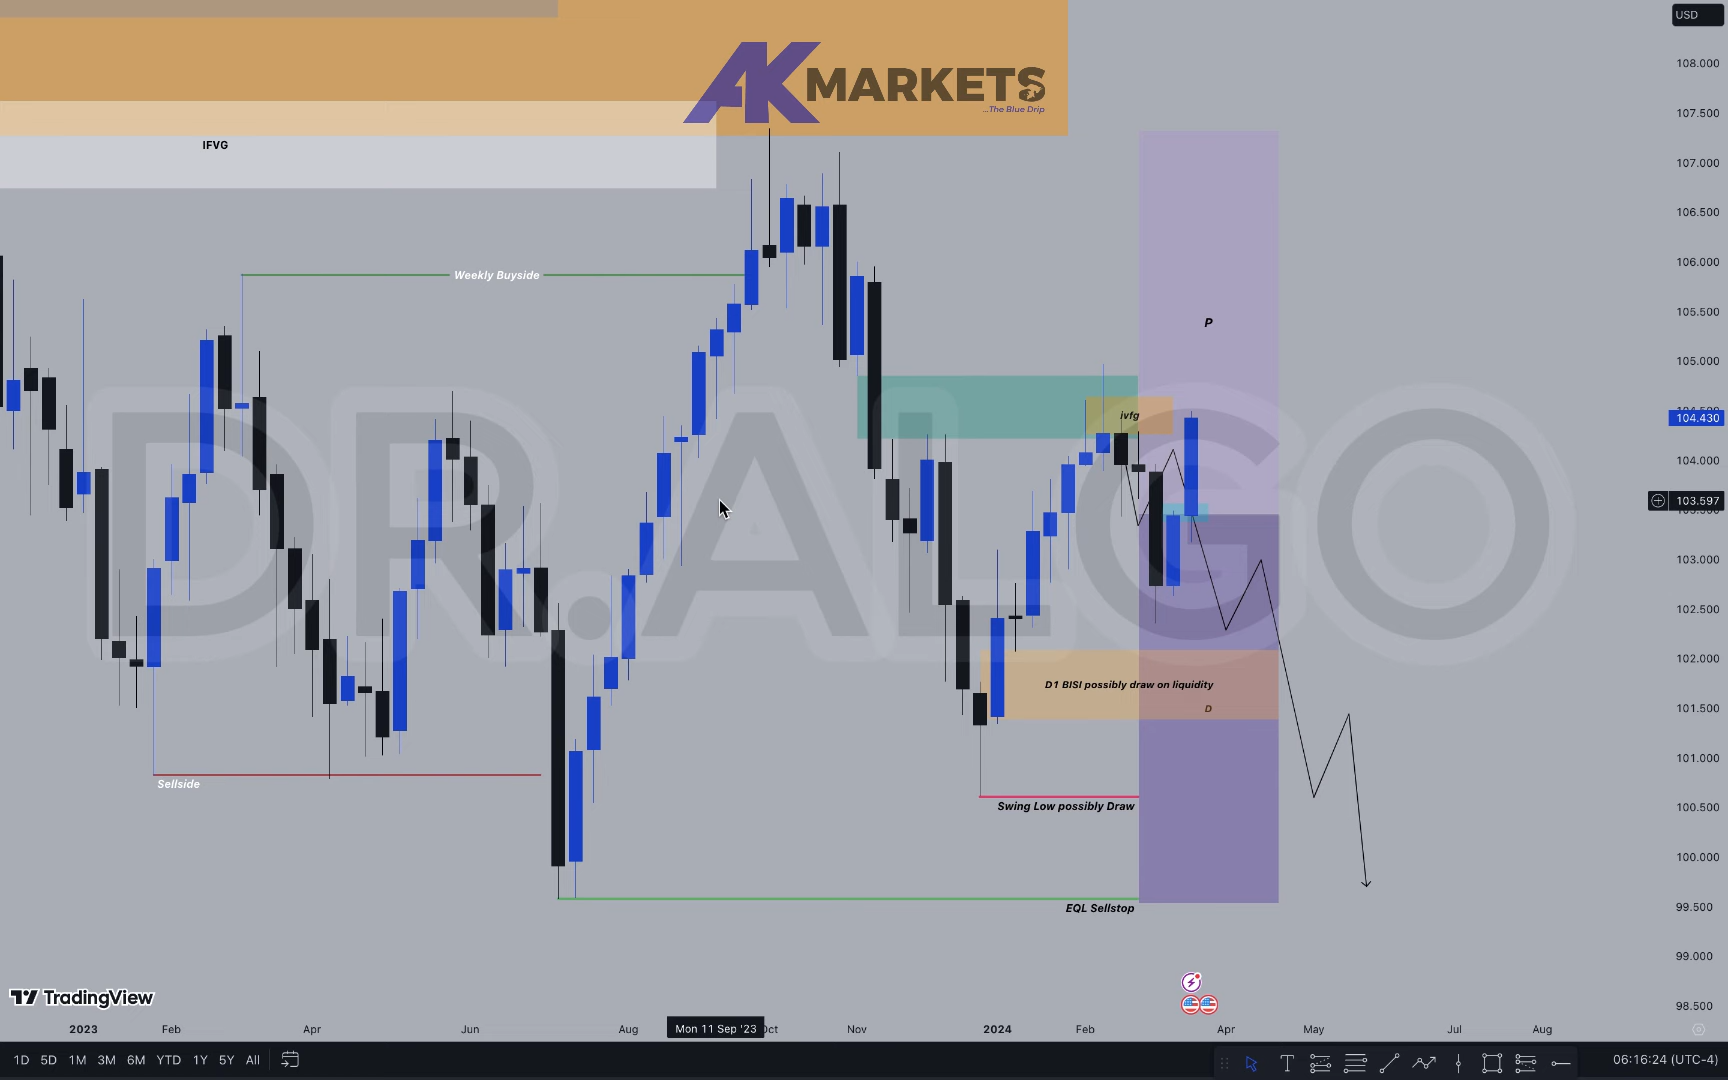 USD
AK MARKETS
...The Blue Drip
108.000
107.500
IFVG
107.000
106.500
106.000
Weekly Buyside
105.500
P
105.000
ivfg
104.430
DR.ALGO
104.000
103.597
103.000
102.500
102.000
D1 BISI possibly draw on liquidity
D
101.500
101.000
Sellside
Swing Low possibly Draw
100.500
100.000
EQL Sellstop
99.500
99.000
TradingView
98.500
2023 Feb Apr Jun Aug Mon 11 Sep '23 Oct Nov 2024 Feb Apr May Jul Aug
1D 5D 1M 3M 6M YTD 1Y 5Y All
06:16:24 (UTC-4)